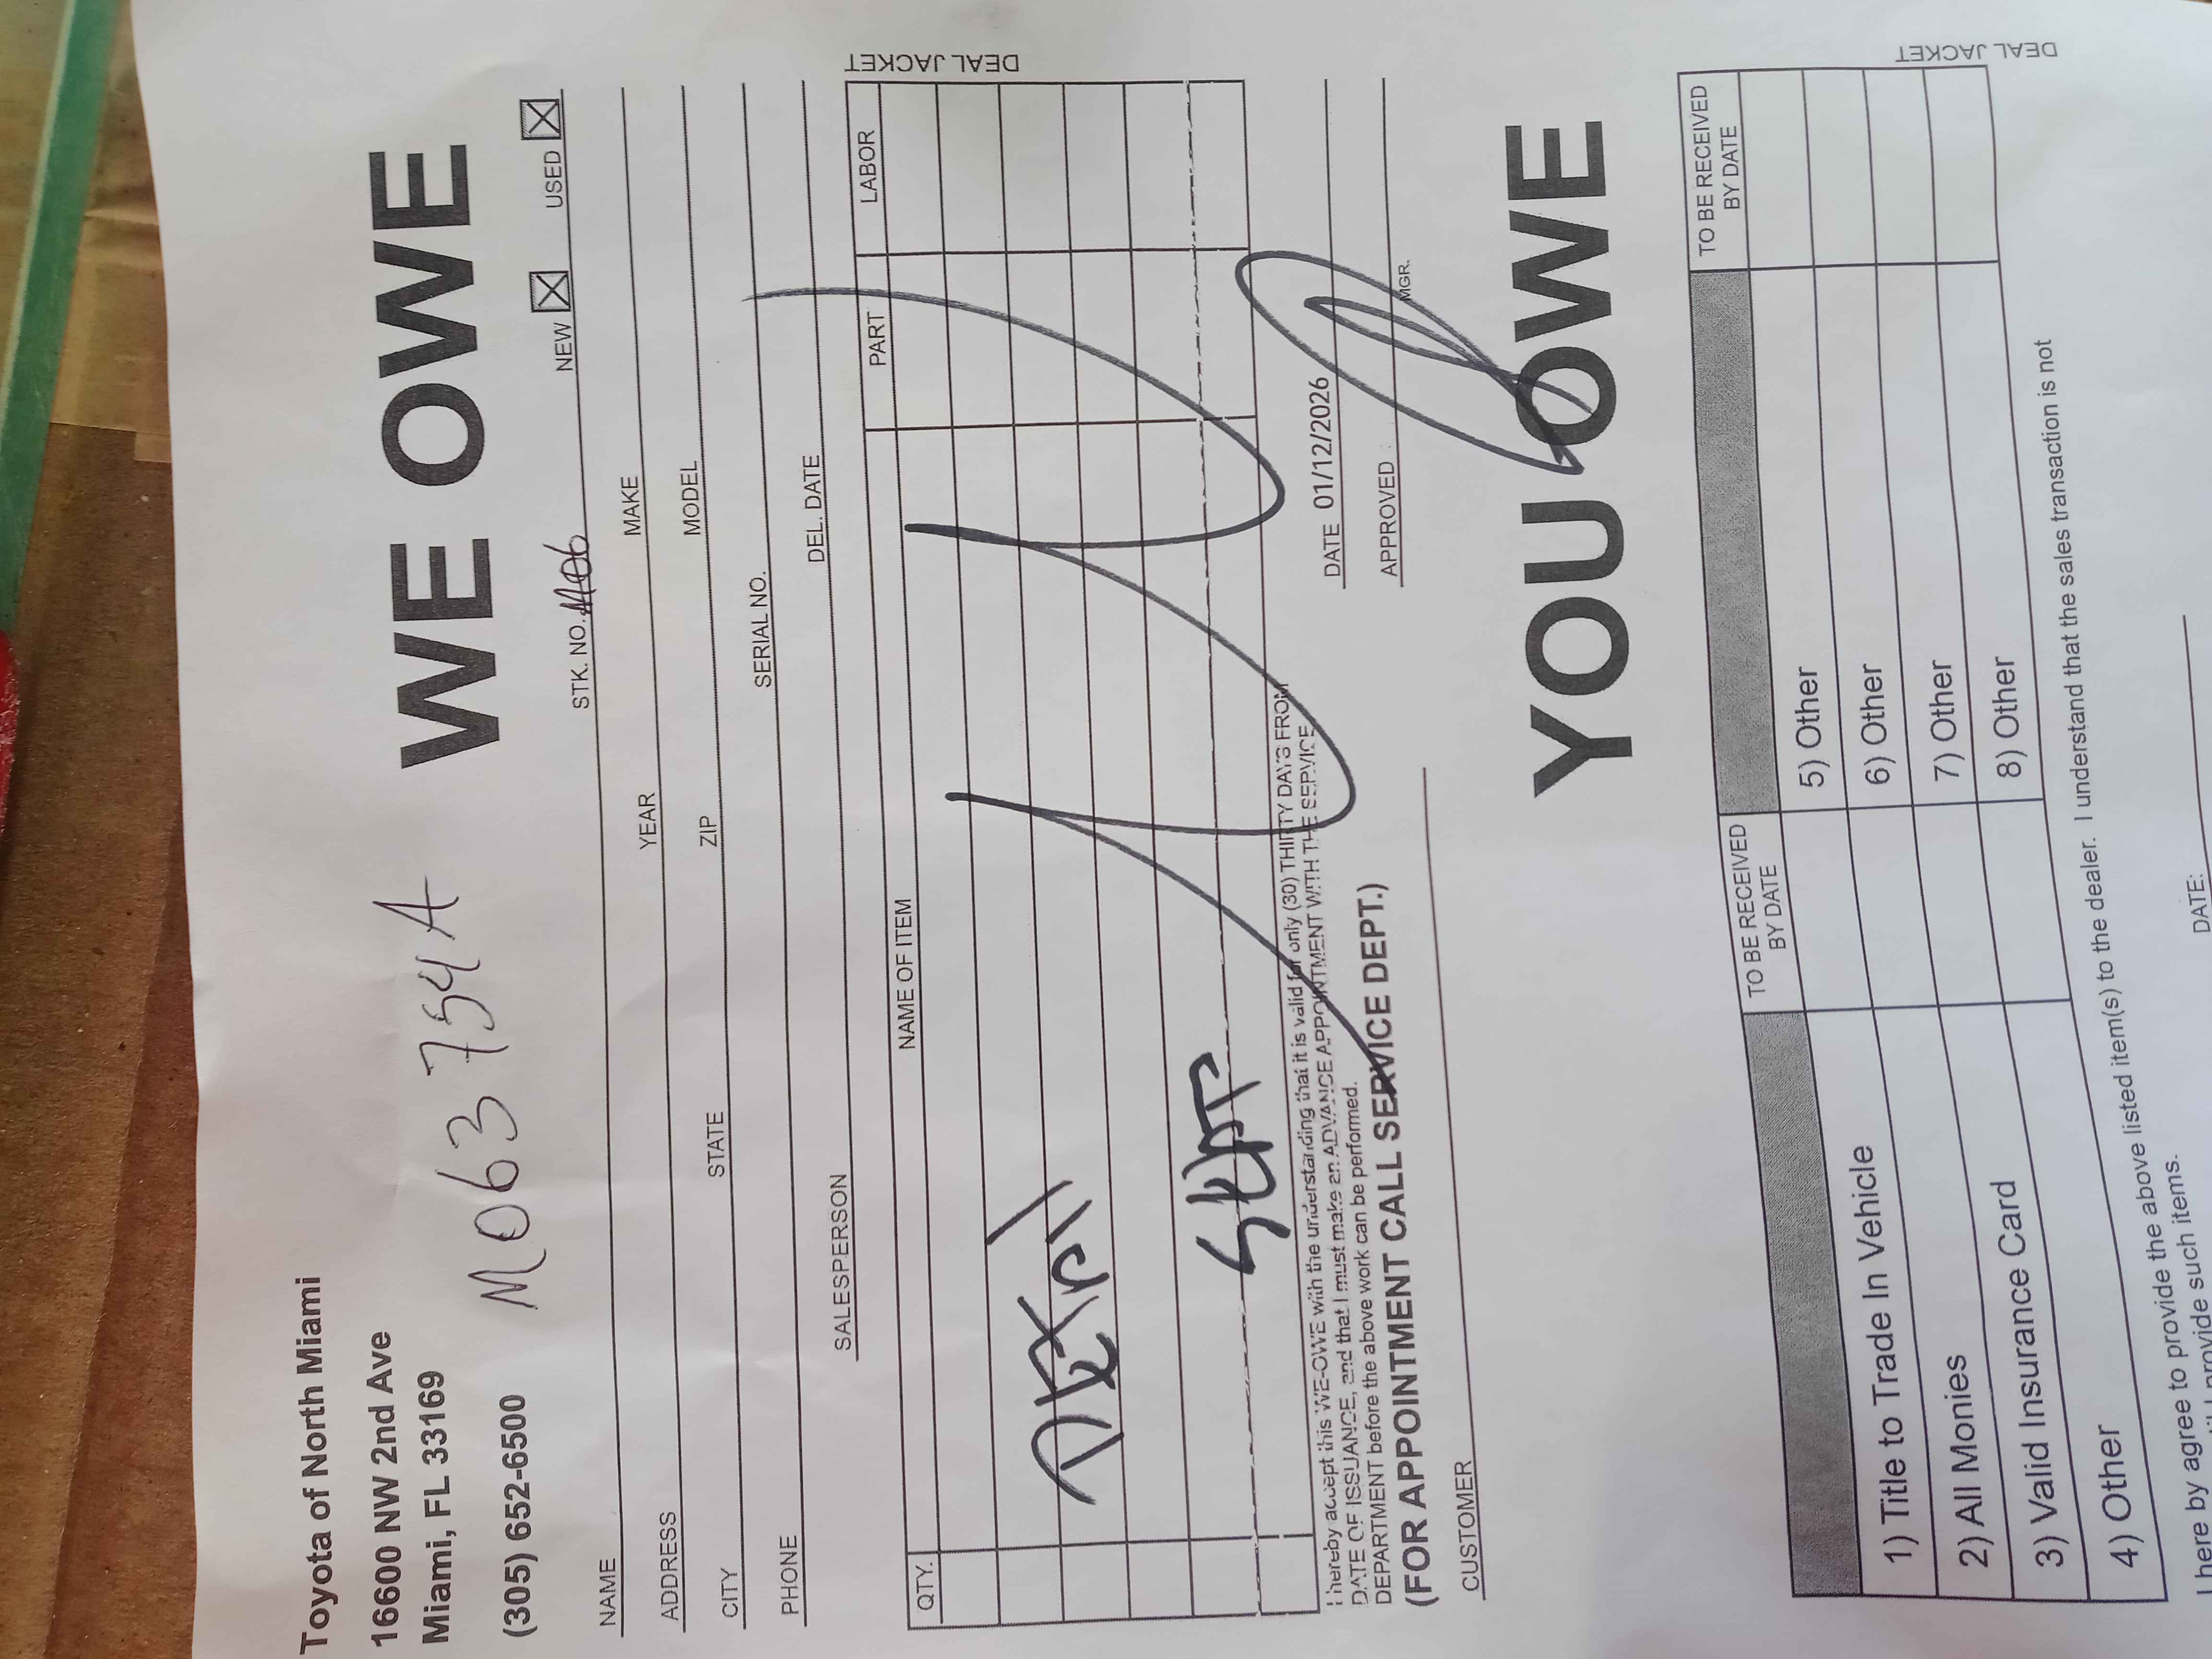 Toyota of North Miami
16600 NW 2nd Ave
Miami, FL 33169
(305) 652-6500
M063754A
WE OWE
STK. NO. M06 NEW USED
NAME YEAR MAKE
ADDRESS ZIP MODEL
CITY STATE SERIAL NO.
PHONE DEL. DATE
SALESPERSON
QTY. NAME OF ITEM PART LABOR
DEAL JACKET
I hereby accept this WE-OWE with the understanding that it is valid for only (30) THIRTY DAYS FROM
DATE OF ISSUANCE, and that I must make an ADVANCE APPOINTMENT WITH THE SERVICE
DEPARTMENT before the above work can be performed.
(FOR APPOINTMENT CALL SERVICE DEPT.)
DATE 01/12/2026
APPROVED MGR.
CUSTOMER
YOU OWE
TO BE RECEIVED
BY DATE
TO BE RECEIVED
BY DATE
1) Title to Trade In Vehicle 5) Other
2) All Monies 6) Other
3) Valid Insurance Card 7) Other
4) Other 8) Other
DEAL JACKET
I here by agree to provide the above listed item(s) to the dealer. I understand that the sales transaction is not
provide such items.
DATE: